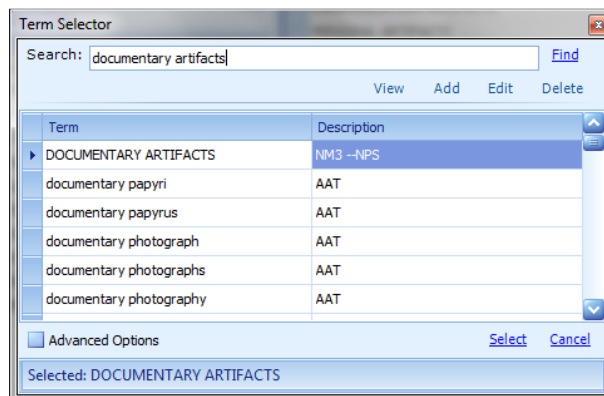 Term Selector
Search: documentary artifacts Find
View Add Edit Delete
Term Description
DOCUMENTARY ARTIFACTS NM3 --NPS
documentary papyri AAT
documentary papyrus AAT
documentary photograph AAT
documentary photographs AAT
documentary photography AAT
Advanced Options Select Cancel
Selected: DOCUMENTARY ARTIFACTS